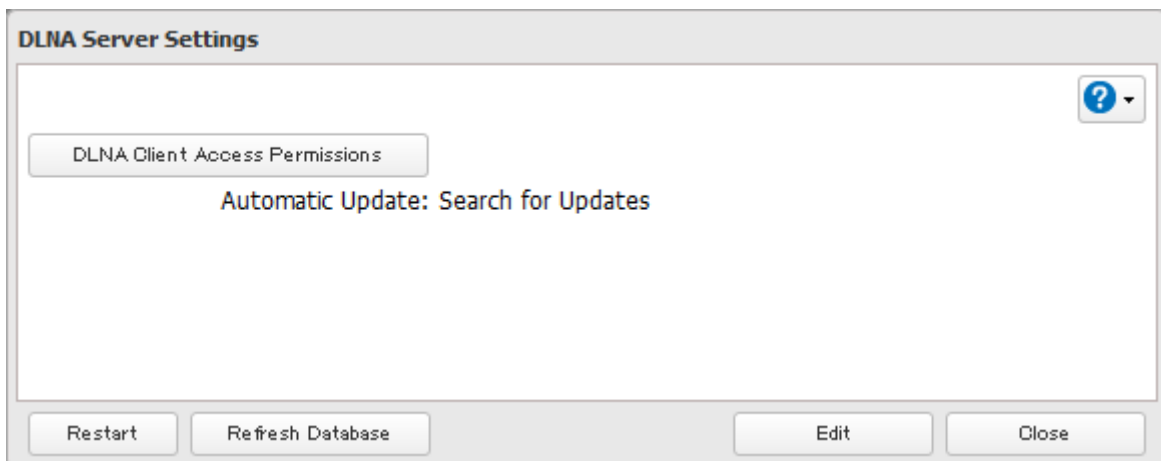 DLNA Server Settings
?
DLNA Client Access Permissions
Automatic Update: Search for Updates
Restart Refresh Database Edit Close